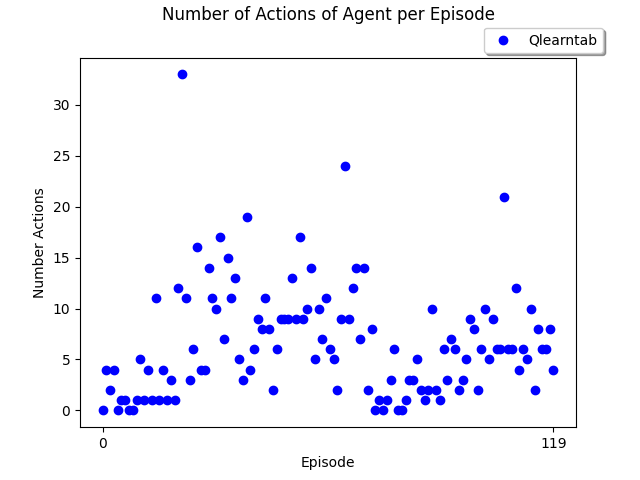 Number of Actions of Agent per Episode
Qlearntab
30
25
20
15
10
5
0
Number Actions
0 119
Episode